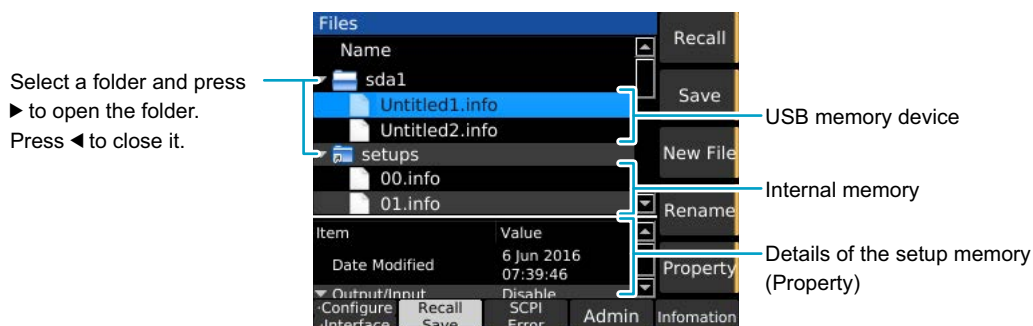 Select a folder and press
▶ to open the folder.
Press ◀ to close it.
Files
Name
sda1
Untitled1.info
Untitled2.info
setups
00.info
01.info
Item Value
Date Modified 6 Jun 2016
07:39:46
Output/Input Disable
Configure
Interface
Recall
Save
SCPI
Error
Admin
Infomation
Recall
Save
New File
Rename
Property
USB memory device
Internal memory
Details of the setup memory
(Property)